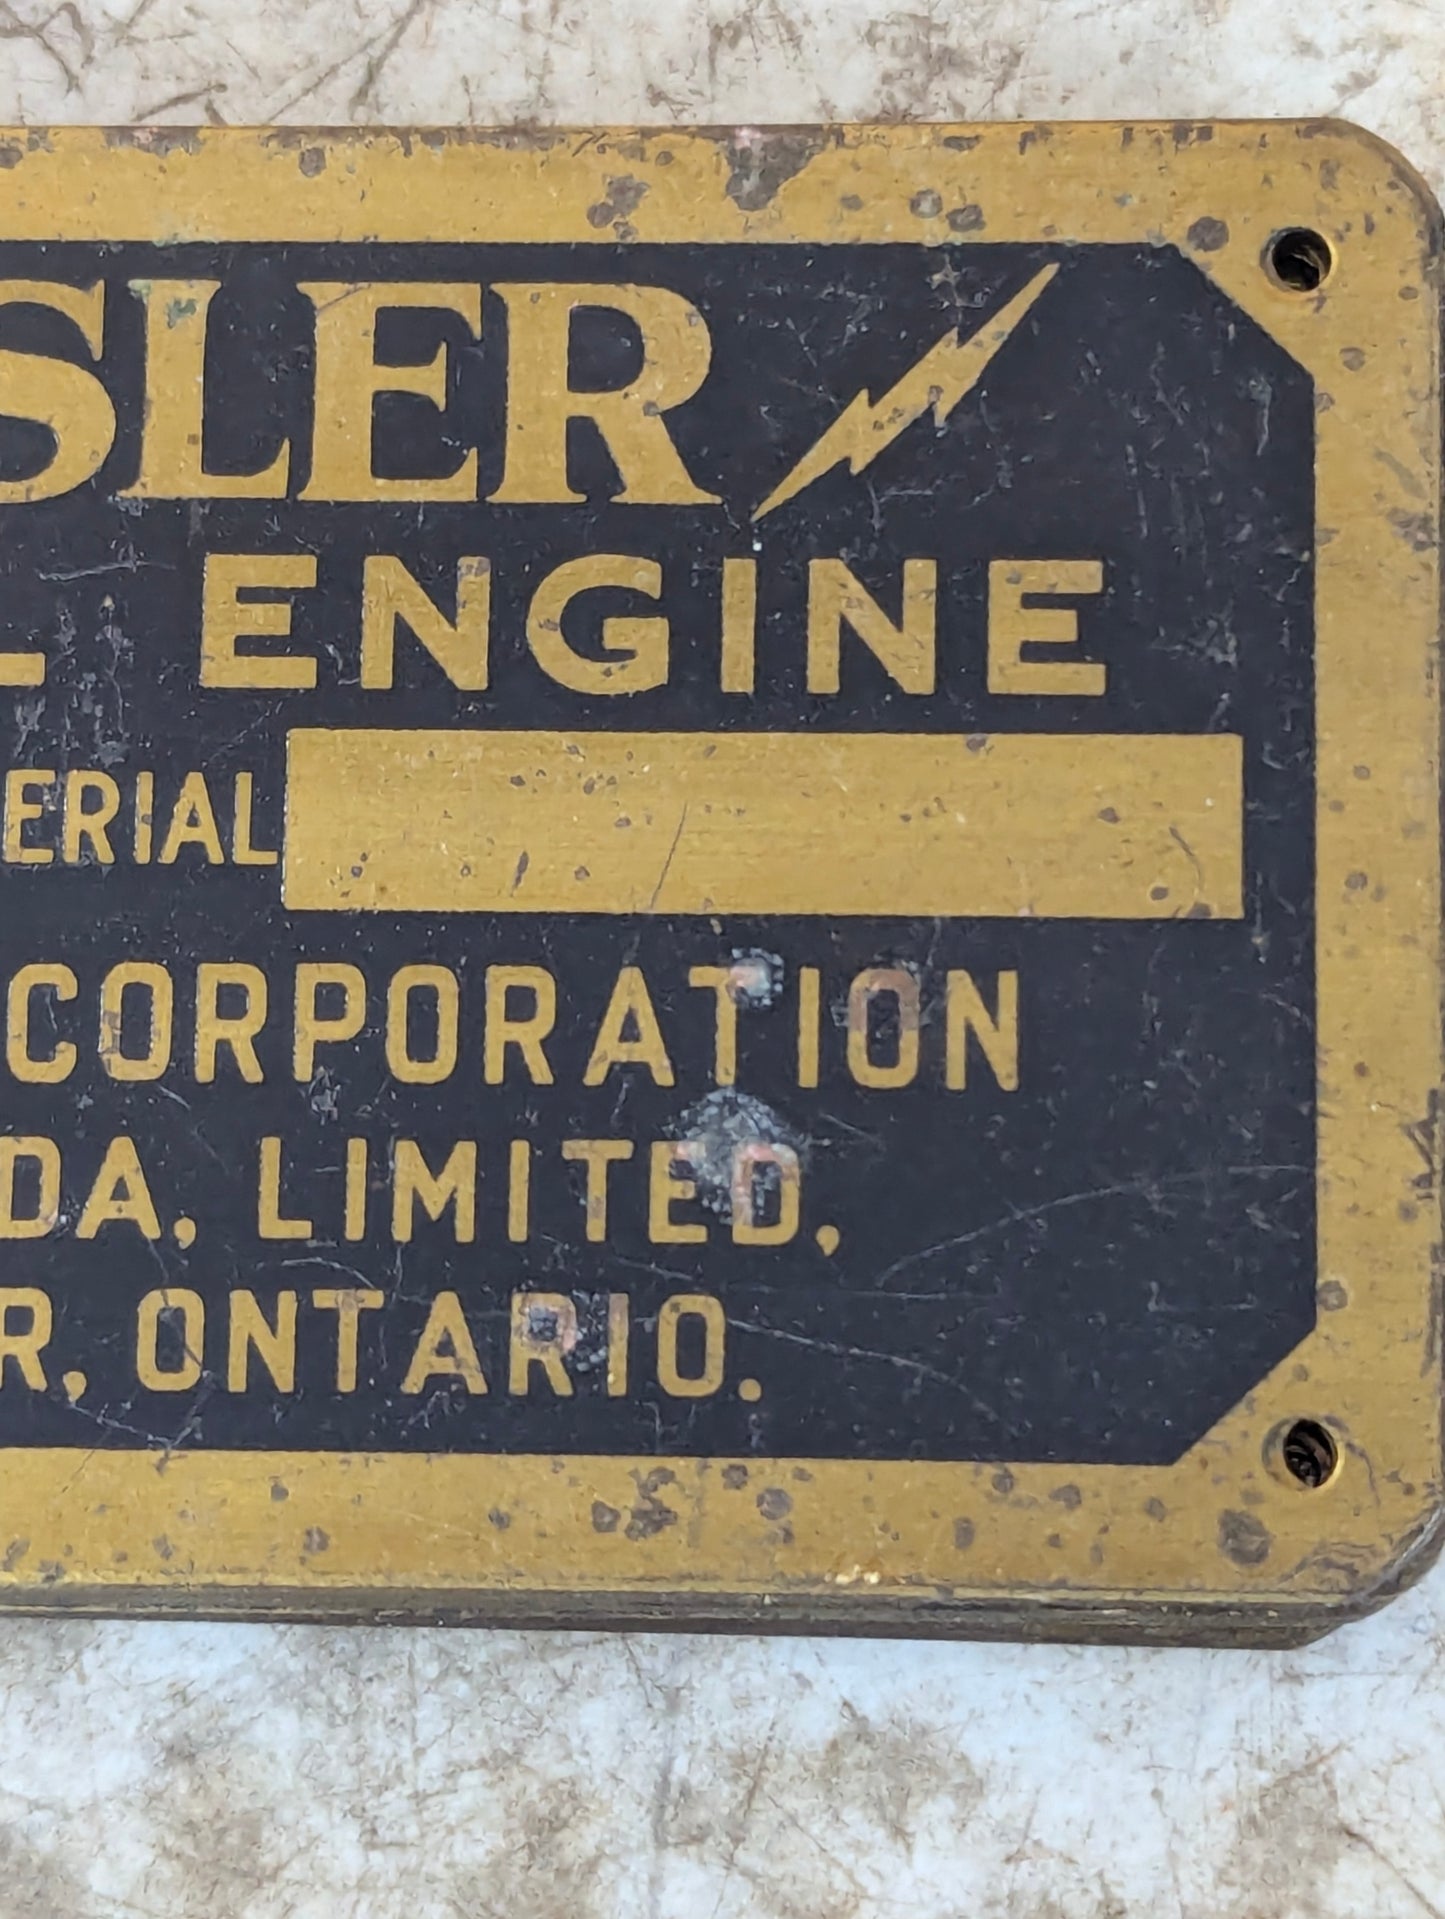 SLER
L ENGINE
ERIAL
CORPORATION
DA, LIMITED,
R, ONTARIO.